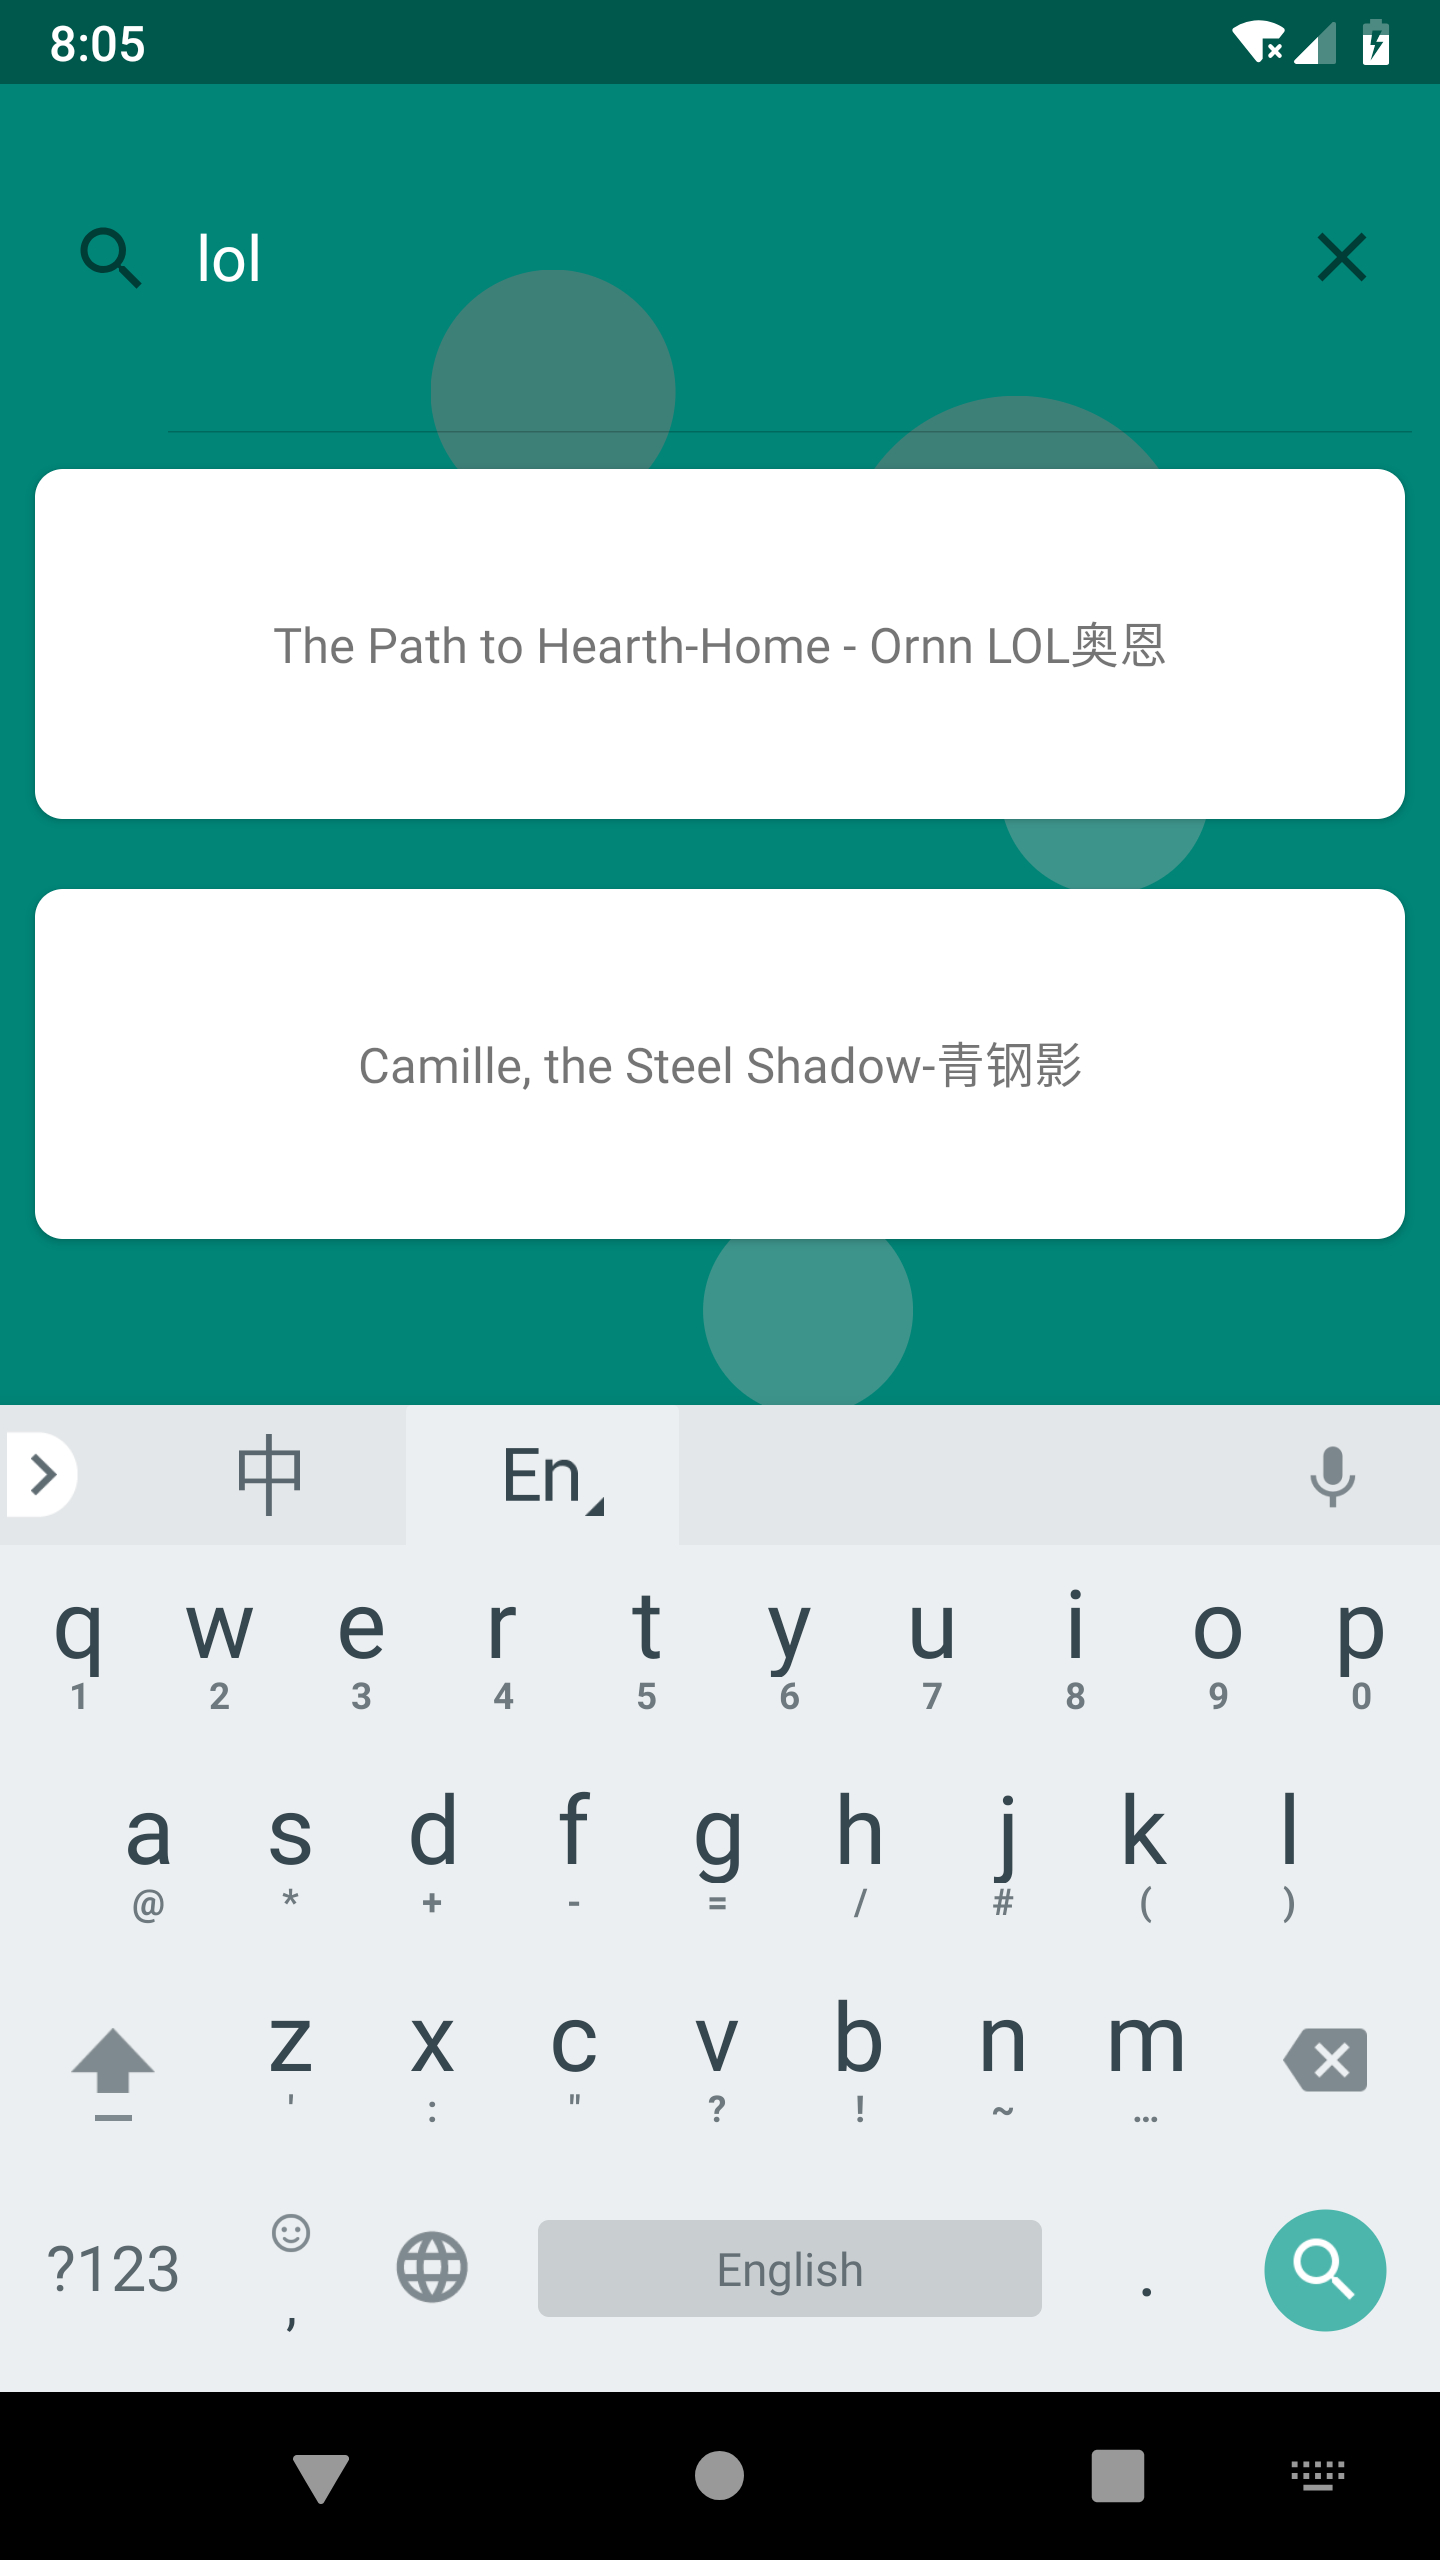 8:05
lol
The Path to Hearth-Home - Ornn LOL奥恩
Camille, the Steel Shadow-青钢影
中 En
q w e r t y u i o p
1 2 3 4 5 6 7 8 9 0
a s d f g h j k l
@ * + - = / # ( )
z x c v b n m
' : " ? ! ~ …
?123 , English .